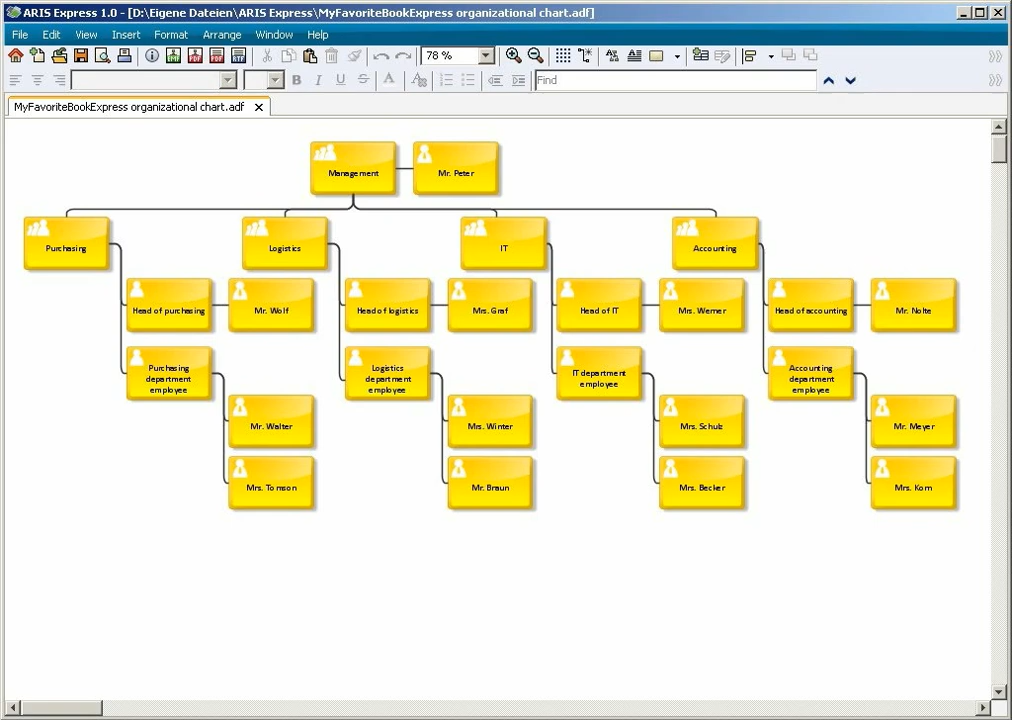 ARIS Express 1.0 - [D:\Eigene Dateien\ARIS Express\MyFavoriteBookExpress organizational chart.adf]
File Edit View Insert Format Arrange Window Help
78 %
Find
MyFavoriteBookExpress organizational chart.adf
Management
Mr. Peter
Purchasing
Logistics
IT
Accounting
Head of purchasing
Mr. Wolf
Head of logistics
Mrs. Graf
Head of IT
Mrs. Werner
Head of accounting
Mr. Nolte
Purchasing
department
employee
Logistics
department
employee
IT department
employee
Accounting
department
employee
Mr. Walter
Mrs. Winter
Mrs. Schulz
Mr. Meyer
Mrs. Tomson
Mr. Braun
Mrs. Becker
Mrs. Korn